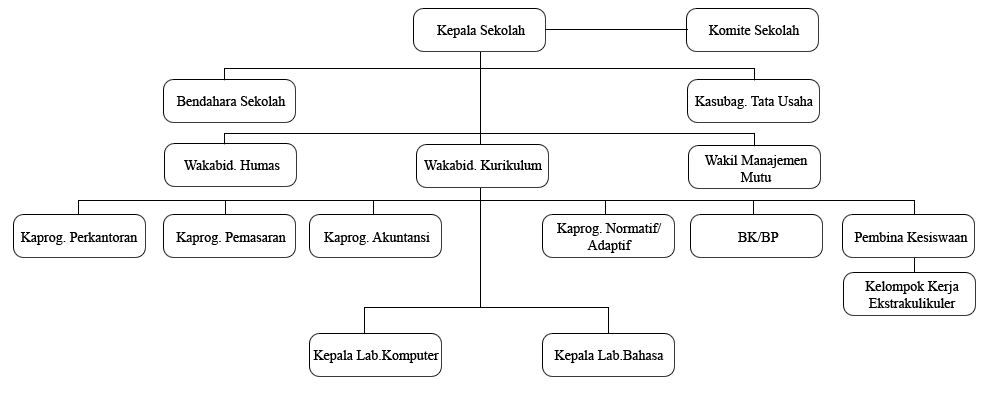 Kepala Sekolah
Komite Sekolah
Bendahara Sekolah
Kasubag. Tata Usaha
Wakabid. Humas
Wakabid. Kurikulum
Wakil Manajemen
Mutu
Kaprog. Perkantoran
Kaprog. Pemasaran
Kaprog. Akuntansi
Kaprog. Normatif/
Adaptif
BK/BP
Pembina Kesiswaan
Kelompok Kerja
Ekstrakulikuler
Kepala Lab.Komputer
Kepala Lab.Bahasa